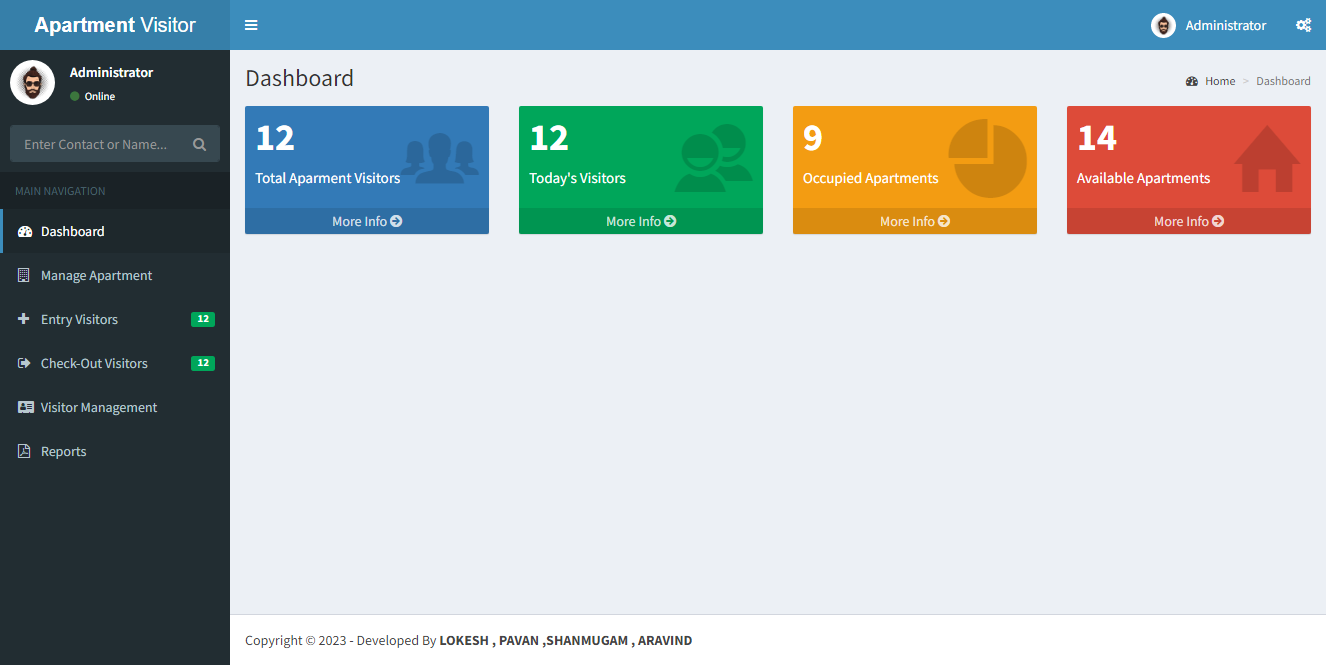 Apartment Visitor
Administrator
Administrator
Online
Enter Contact or Name...
MAIN NAVIGATION
Dashboard
Manage Apartment
Entry Visitors 12
Check-Out Visitors 12
Visitor Management
Reports
Dashboard
Home > Dashboard
12
Total Aparment Visitors
More Info
12
Today's Visitors
More Info
9
Occupied Apartments
More Info
14
Available Apartments
More Info
Copyright © 2023 - Developed By LOKESH , PAVAN ,SHANMUGAM , ARAVIND